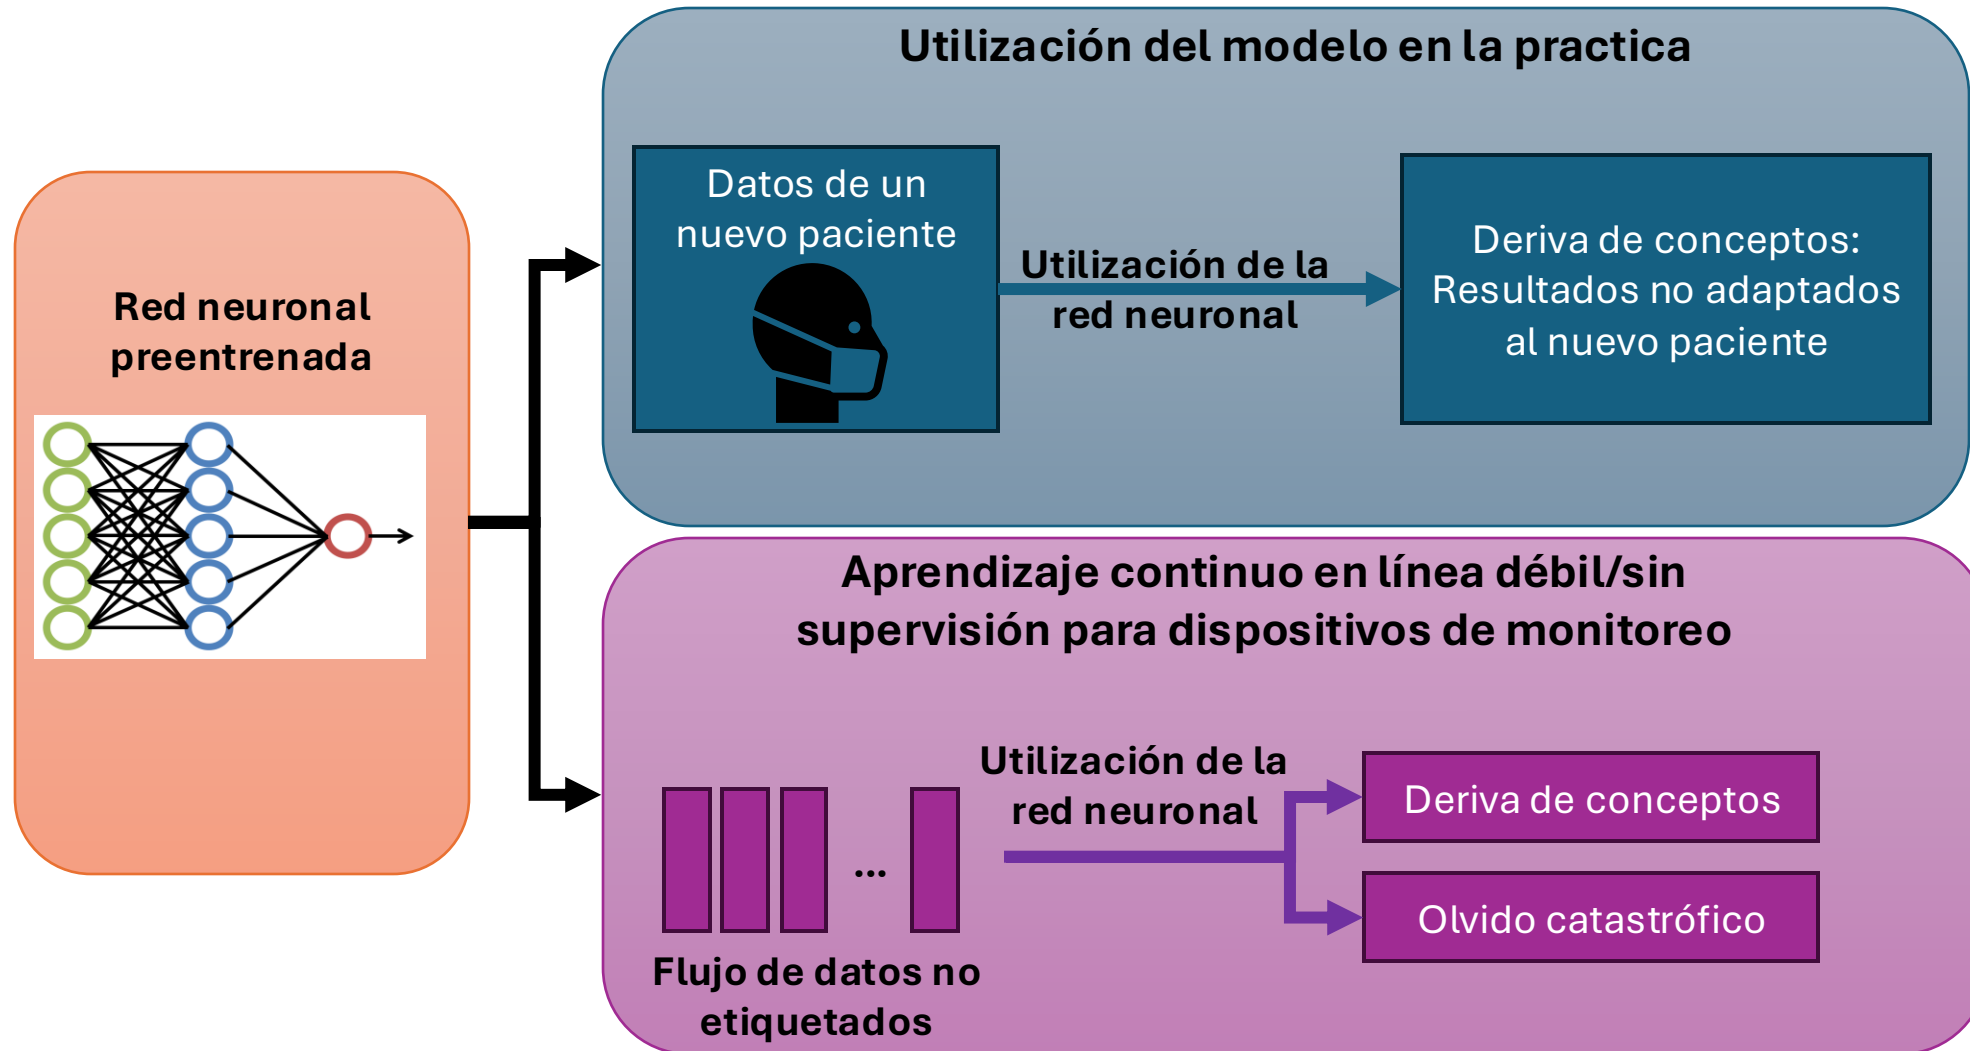 Red neuronal
preentrenada
Utilización del modelo en la practica
Datos de un
nuevo paciente
Utilización de la
red neuronal
Deriva de conceptos:
Resultados no adaptados
al nuevo paciente
Aprendizaje continuo en línea débil/sin
supervisión para dispositivos de monitoreo
...
Flujo de datos no
etiquetados
Utilización de la
red neuronal
Deriva de conceptos
Olvido catastrófico